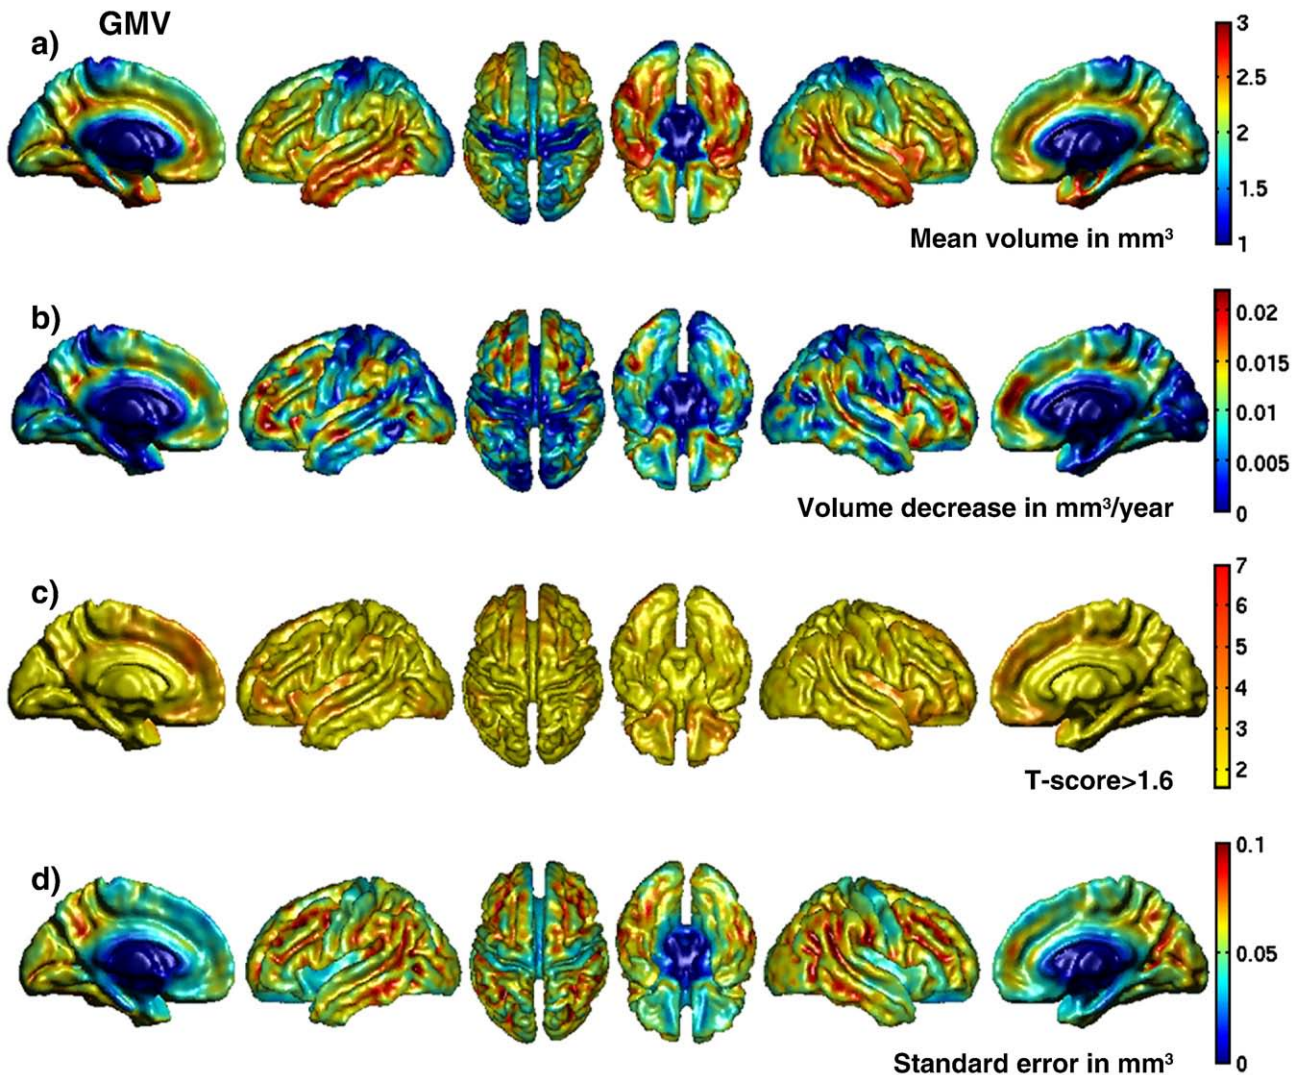 GMV
a)
3
2.5
2
1.5
1
Mean volume in mm³
b)
0.02
0.015
0.01
0.005
0
Volume decrease in mm³/year
c)
7
6
5
4
3
2
T-score>1.6
d)
0.1
0.05
0
Standard error in mm³